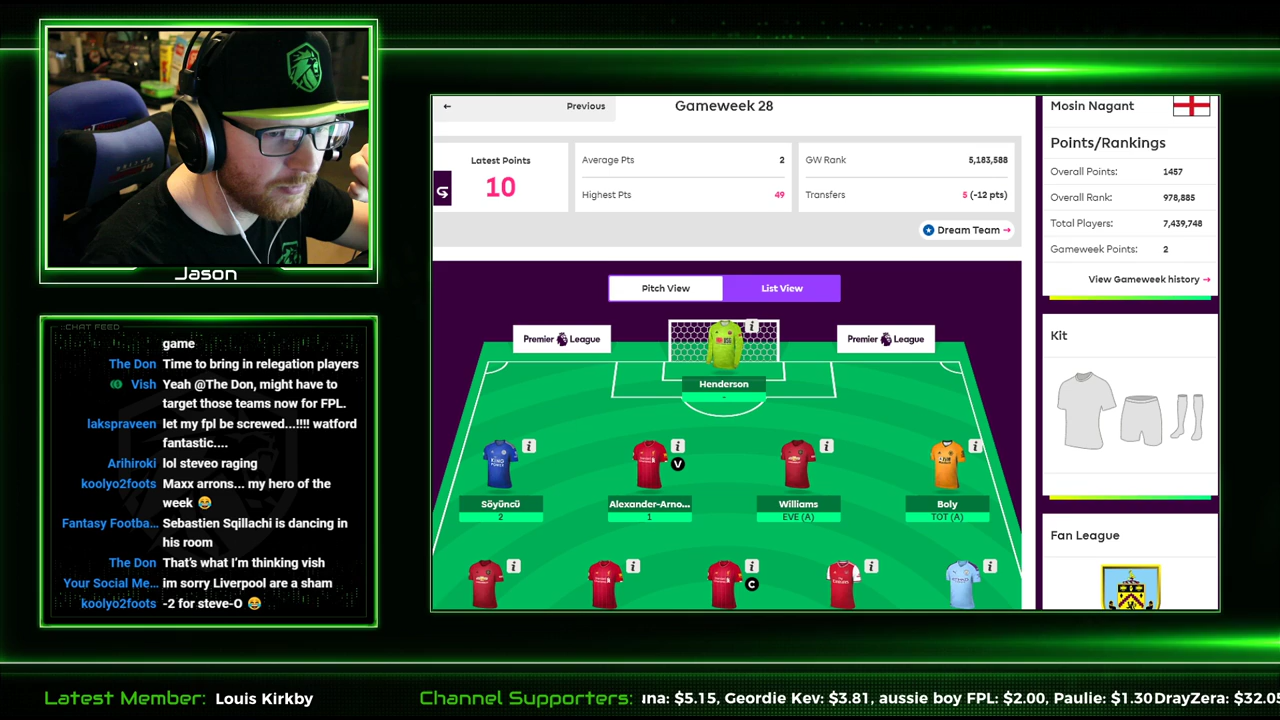 Jason
CHAT FEED
game
The Don Time to bring in relegation players
Vish Yeah @The Don, might have to
target those teams now for FPL.
lakspraveen let my fpl be screwed...!!!! watford
fantastic....
Arihiroki lol steveo raging
koolyo2foots Maxx arrons... my hero of the
week 😂
Fantasy Footba... Sebastien Sqillachi is dancing in
his room
The Don That's what I'm thinking vish
Your Social Me... im sorry Liverpool are a sham
koolyo2foots -2 for steve-O 😂
← Previous
Gameweek 28
Latest Points
10
Average Pts 2
Highest Pts 49
GW Rank 5,183,588
Transfers 5 (-12 pts)
Dream Team →
Pitch View
List View
Premier League
Premier League
i
Henderson
-
i
i
V
i
i
Söyüncü
2
Alexander-Arno...
1
Williams
EVE (A)
Boly
TOT (A)
i
i
i
C
i
i
Mosin Nagant
Points/Rankings
Overall Points: 1457
Overall Rank: 978,885
Total Players: 7,439,748
Gameweek Points: 2
View Gameweek history →
Kit
Fan League
Latest Member: Louis Kirkby
Channel Supporters: ına: $5.15, Geordie Kev: $3.81, aussie boy FPL: $2.00, Paulie: $1.30DrayZera: $32.05